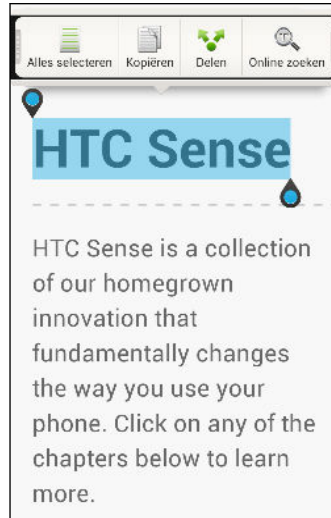 Alles selecteren Kopiëren Delen Online zoeken
HTC Sense
HTC Sense is a collection
of our homegrown
innovation that
fundamentally changes
the way you use your
phone. Click on any of the
chapters below to learn
more.